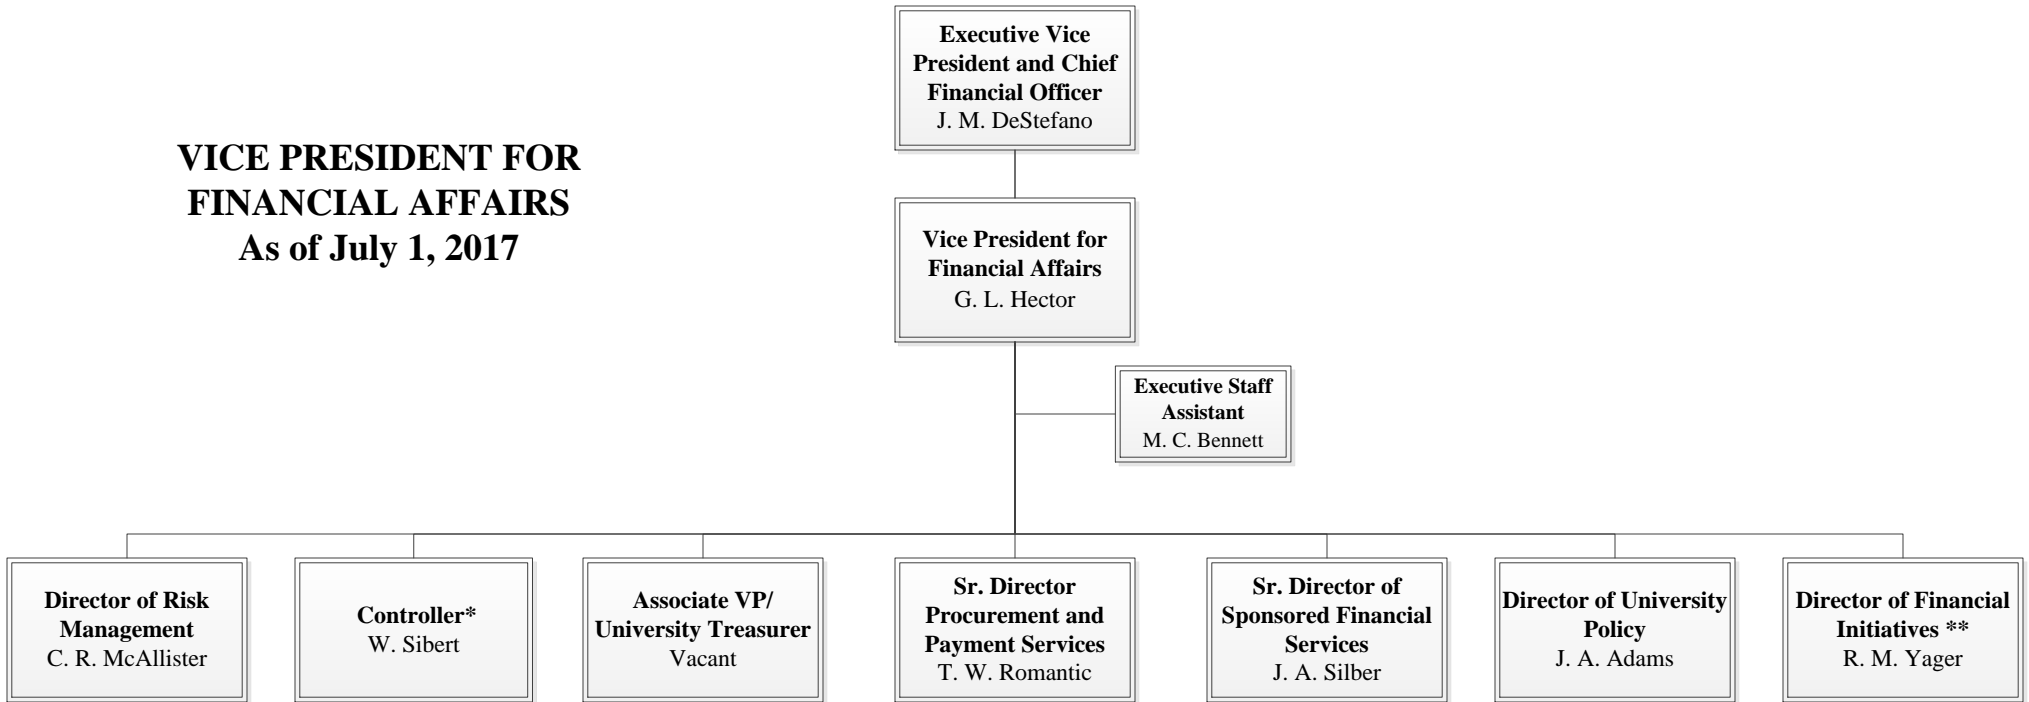 Executive Vice
President and Chief
Financial Officer
J. M. DeStefano
VICE PRESIDENT FOR
FINANCIAL AFFAIRS
As of July 1, 2017
Vice President for
Financial Affairs
G. L. Hector
Executive Staff
Assistant
M. C. Bennett
Director of Risk
Management
C. R. McAllister
Controller*
W. Sibert
Associate VP/
University Treasurer
Vacant
Sr. Director
Procurement and
Payment Services
T. W. Romantic
Sr. Director of
Sponsored Financial
Services
J. A. Silber
Director of University
Policy
J. A. Adams
Director of Financial
Initiatives **
R. M. Yager